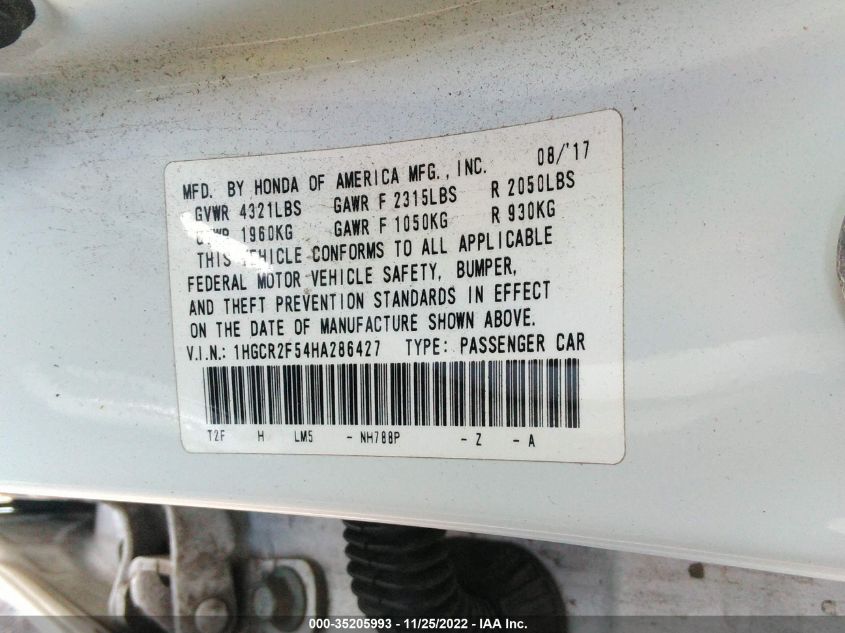 08/'17
MFD. BY HONDA OF AMERICA MFG., INC.
GVWR 4321LBS GAWR F 2315LBS R 2050LBS
GVWR 1960KG GAWR F 1050KG R 930KG
THIS VEHICLE CONFORMS TO ALL APPLICABLE
FEDERAL MOTOR VEHICLE SAFETY, BUMPER,
AND THEFT PREVENTION STANDARDS IN EFFECT
ON THE DATE OF MANUFACTURE SHOWN ABOVE.
V.I.N.: 1HGCR2F54HA286427 TYPE: PASSENGER CAR
T2F H LM5 - NH788P - Z - A
000-35205993 - 11/25/2022 - IAA Inc.